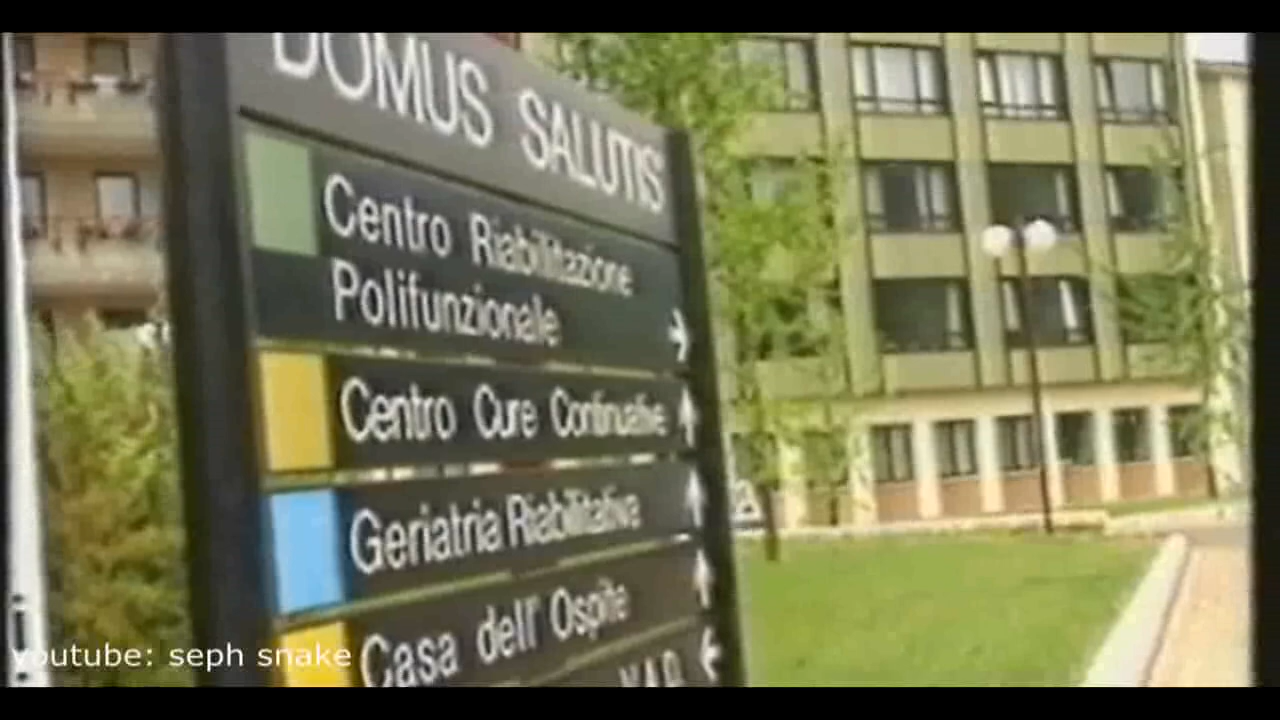 DOMUS SALUTIS
Centro Riabilitazione
Polifunzionale
Centro Cure Continuative
Geriatria Riabilitativa
Casa dell' Ospite
youtube: seph snake